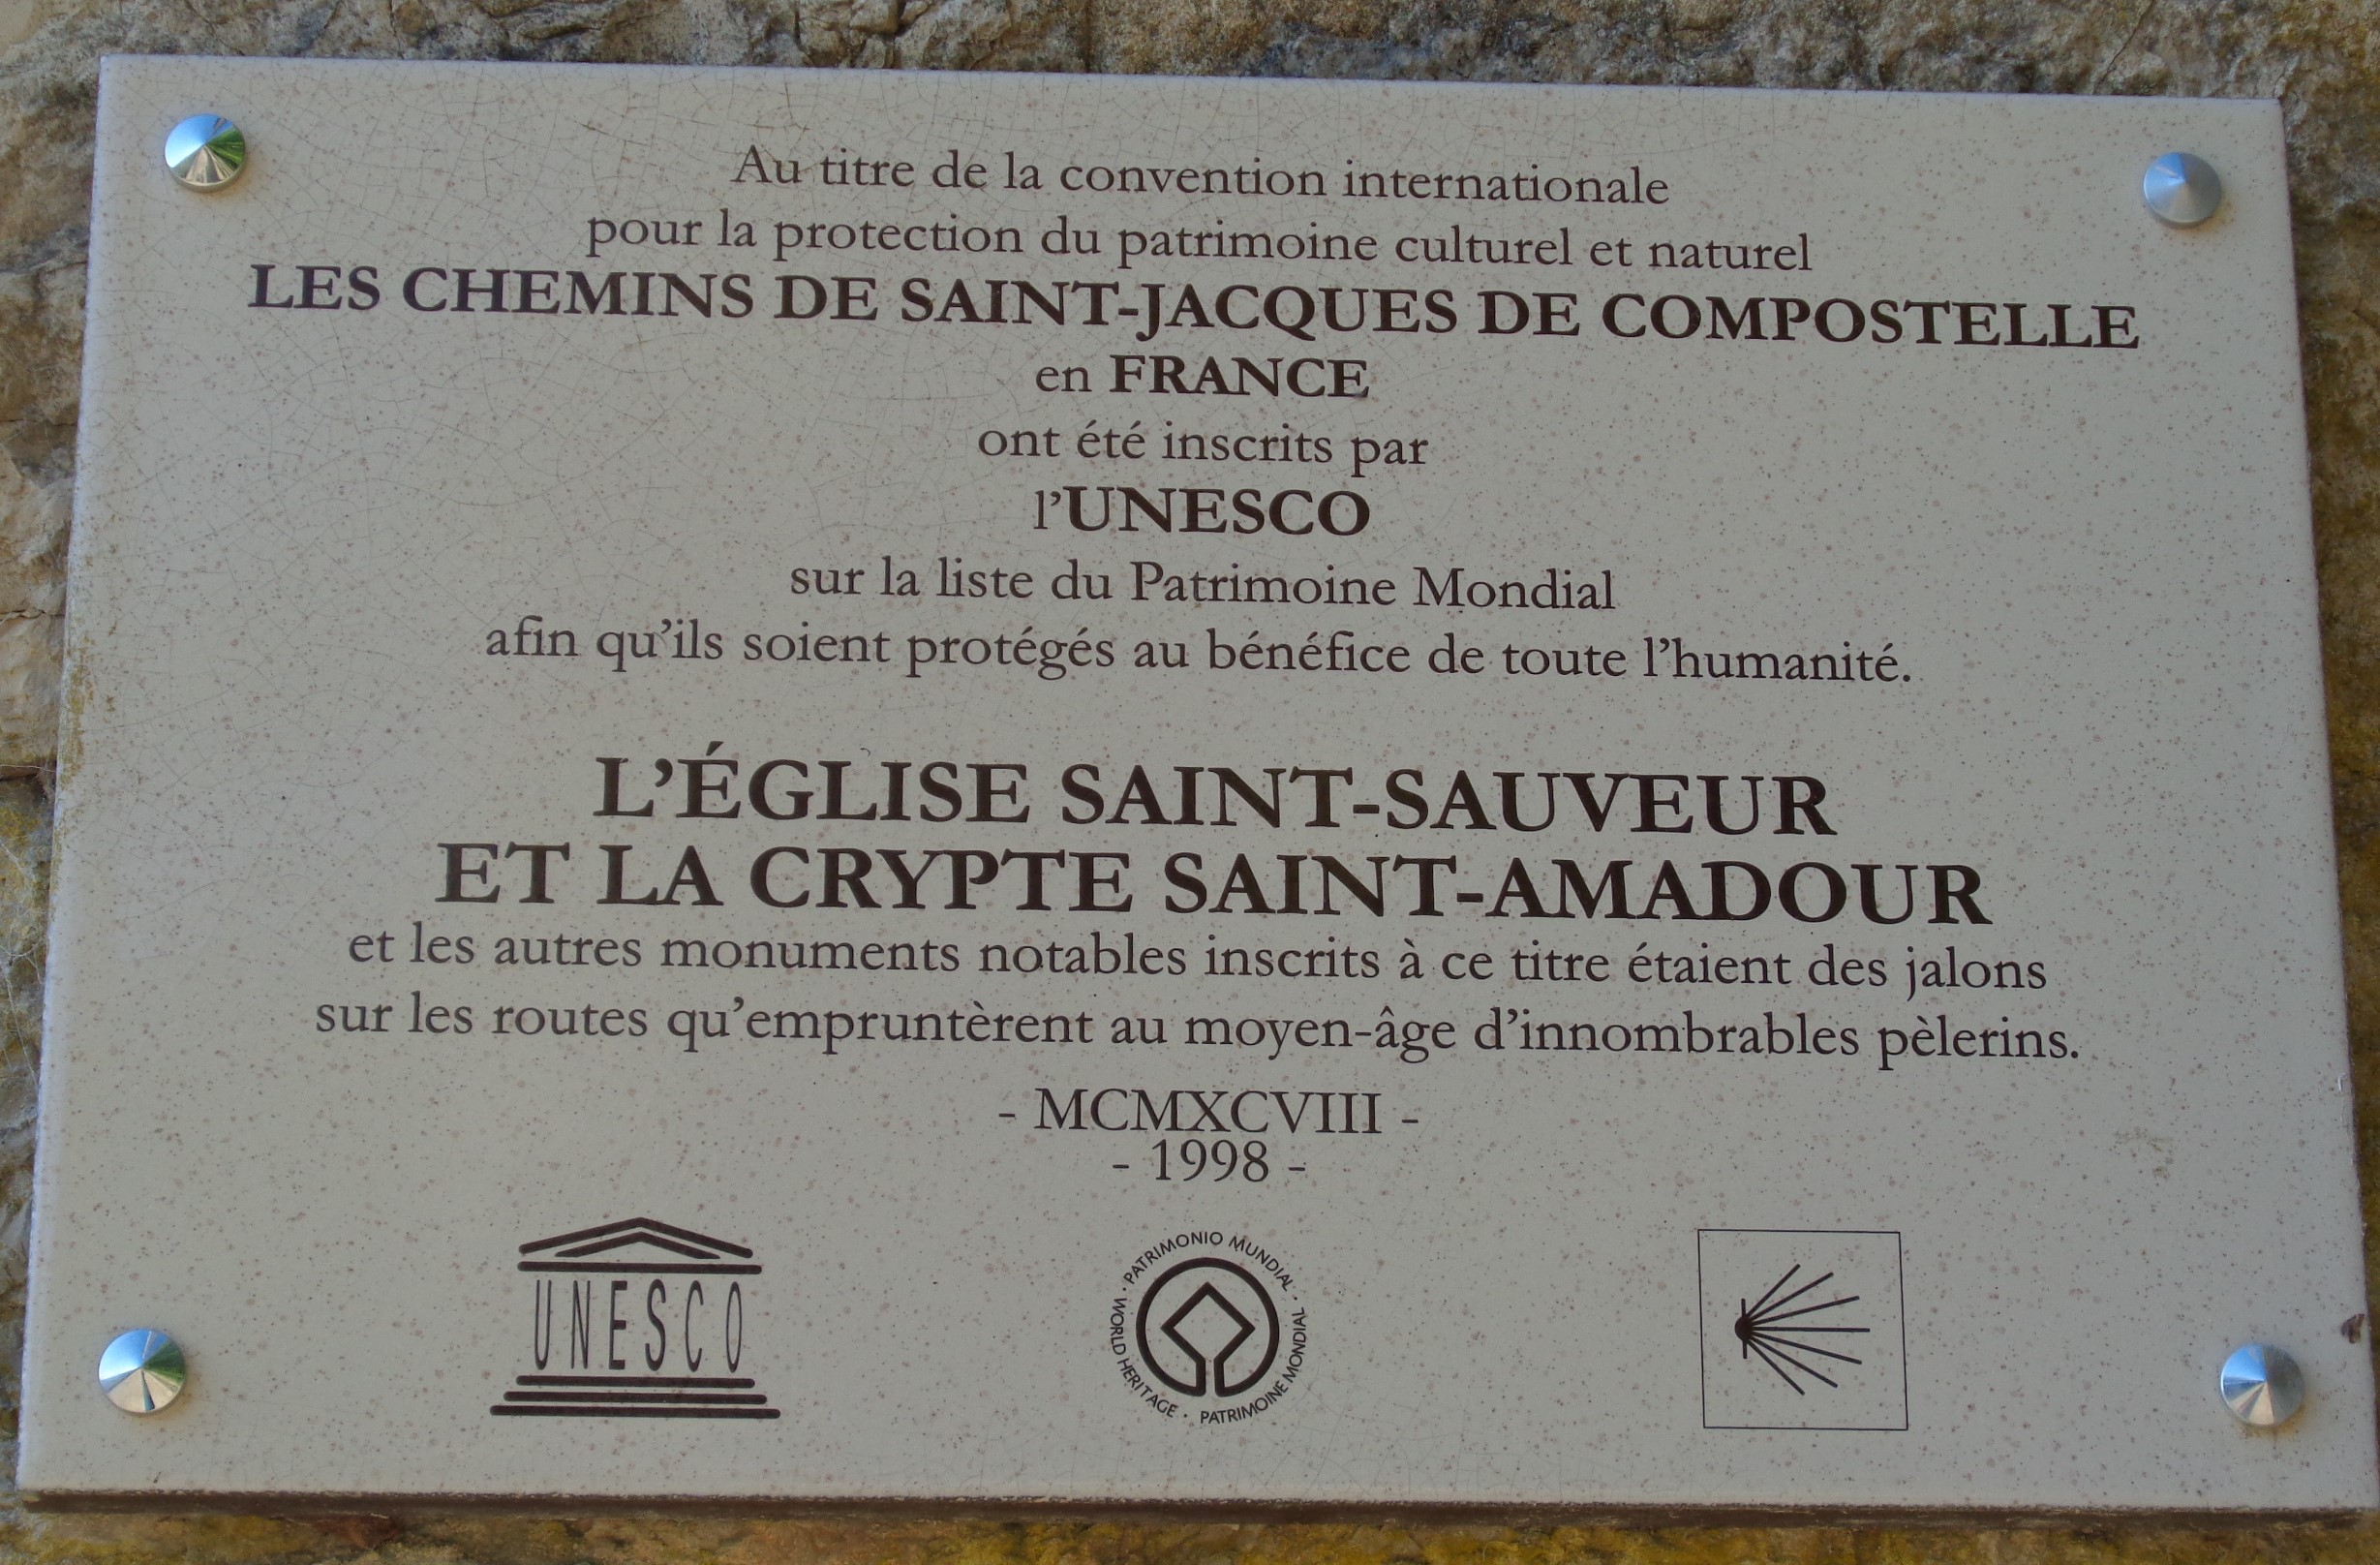 Au titre de la convention internationale
pour la protection du patrimoine culturel et naturel
LES CHEMINS DE SAINT-JACQUES DE COMPOSTELLE
en FRANCE
ont été inscrits par
l’UNESCO
sur la liste du Patrimoine Mondial
afin qu’ils soient protégés au bénéfice de toute l’humanité.
L’ÉGLISE SAINT-SAUVEUR
ET LA CRYPTE SAINT-AMADOUR
et les autres monuments notables inscrits à ce titre étaient des jalons
sur les routes qu’empruntèrent au moyen-âge d’innombrables pèlerins.
- MCMXCVIII -
- 1998 -
UNESCO
PATRIMONIO MUNDIAL · WORLD HERITAGE · PATRIMOINE MONDIAL ·